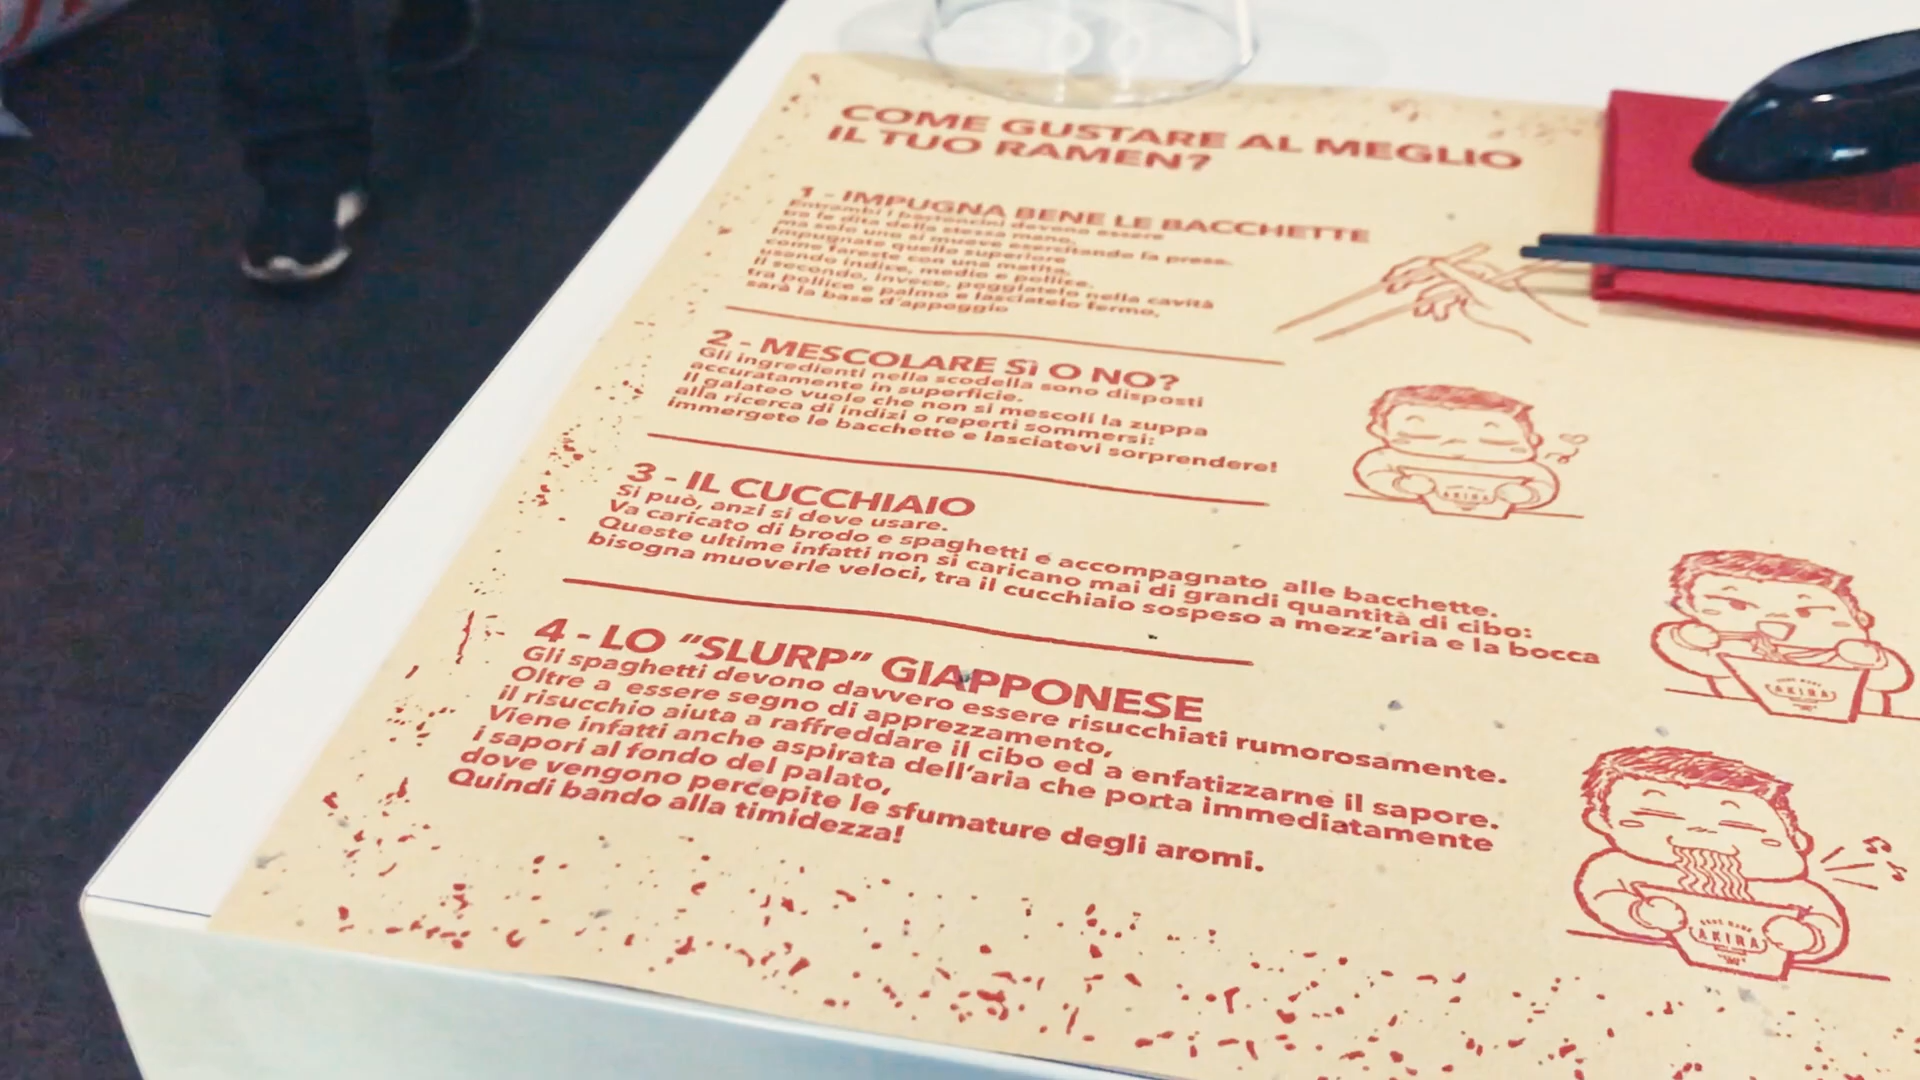 COME GUSTARE AL MEGLIO
IL TUO RAMEN?
1 - IMPUGNA BENE LE BACCHETTE
Entrambi i bastoncini devono essere
tra le dita della stessa mano,
ma solo uno si muove esercitando la presa.
Impugnate quello superiore
come fareste con una matita,
usando indice, medio e pollice.
Il secondo, invece, poggiatelo nella cavità
tra pollice e palmo e lasciatelo fermo,
sarà la base d'appoggio
2 - MESCOLARE Sì O NO?
Gli ingredienti nella scodella sono disposti
accuratamente in superficie.
Il galateo vuole che non si mescoli la zuppa
alla ricerca di indizi o reperti sommersi:
immergete le bacchette e lasciatevi sorprendere!
3 - IL CUCCHIAIO
Si può, anzi si deve usare.
Va caricato di brodo e spaghetti e accompagnato alle bacchette.
Queste ultime infatti non si caricano mai di grandi quantità di cibo:
bisogna muoverle veloci, tra il cucchiaio sospeso a mezz'aria e la bocca
4 - LO "SLURP" GIAPPONESE
Gli spaghetti devono davvero essere risucchiati rumorosamente.
Oltre a essere segno di apprezzamento,
il risucchio aiuta a raffreddare il cibo ed a enfatizzarne il sapore.
Viene infatti anche aspirata dell'aria che porta immediatamente
i sapori al fondo del palato,
dove vengono percepite le sfumature degli aromi.
Quindi bando alla timidezza!
AKIRA
AKIRA
AKIRA